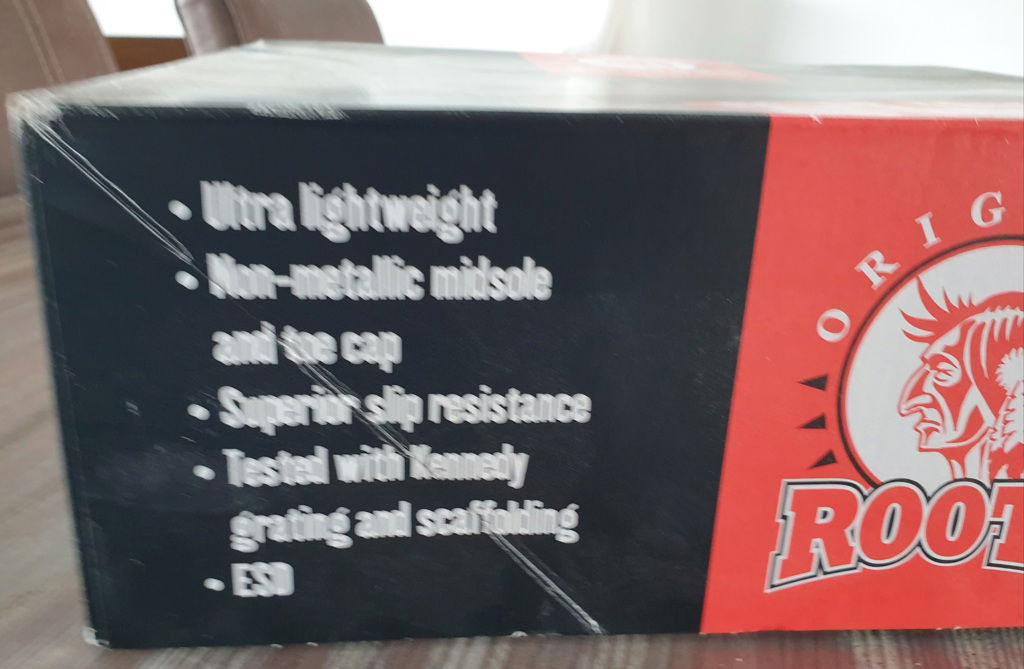 • Ultra lightweight
• Non-metallic midsole
and toe cap
• Superior slip resistance
• Tested with Kennedy
grating and scaffolding
• ESD
ORIG
ROOT